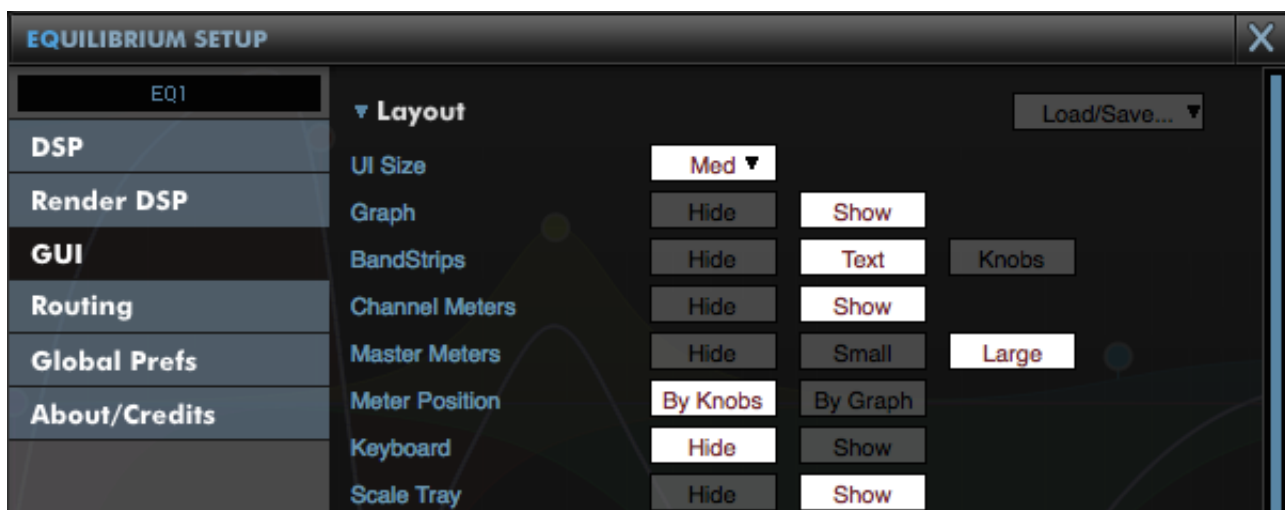 EQUILIBRIUM SETUP X
EQ1
DSP
Render DSP
GUI
Routing
Global Prefs
About/Credits
Layout Load/Save...
UI Size Med
Graph Hide Show
BandStrips Hide Text Knobs
Channel Meters Hide Show
Master Meters Hide Small Large
Meter Position By Knobs By Graph
Keyboard Hide Show
Scale Tray Hide Show